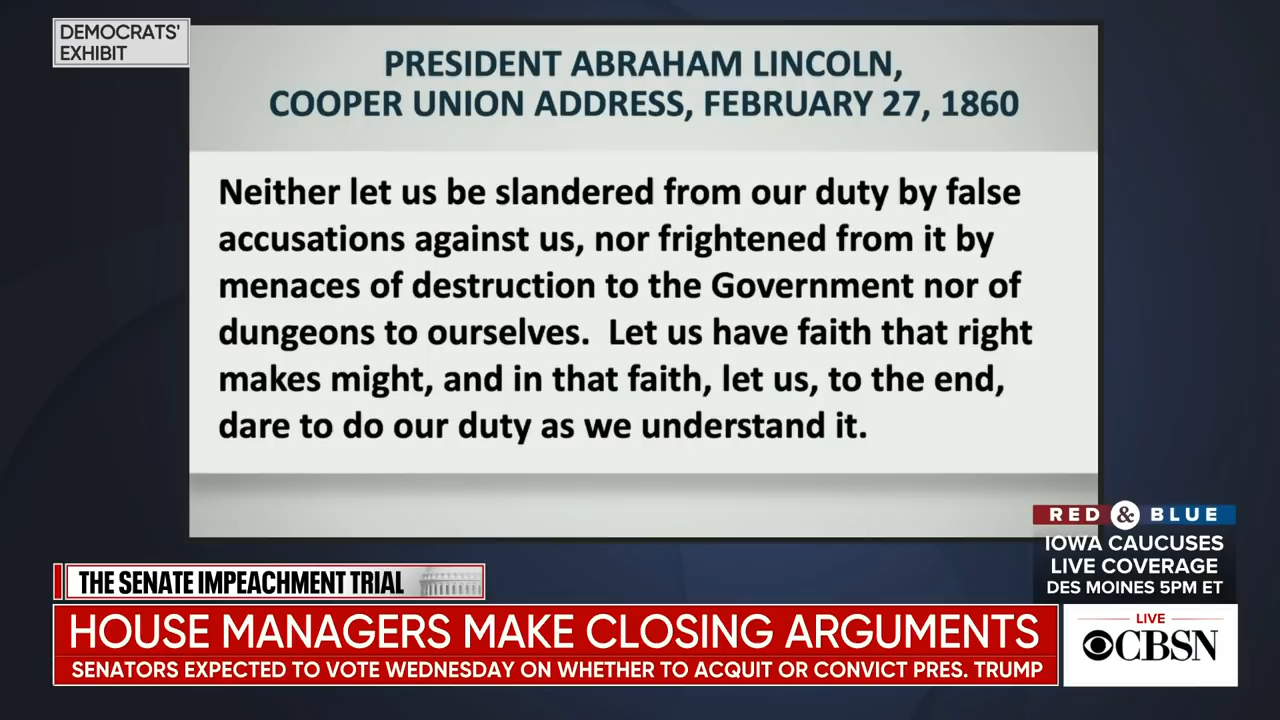 DEMOCRATS'
EXHIBIT
PRESIDENT ABRAHAM LINCOLN,
COOPER UNION ADDRESS, FEBRUARY 27, 1860
Neither let us be slandered from our duty by false
accusations against us, nor frightened from it by
menaces of destruction to the Government nor of
dungeons to ourselves.  Let us have faith that right
makes might, and in that faith, let us, to the end,
dare to do our duty as we understand it.
RED & BLUE
IOWA CAUCUSES
LIVE COVERAGE
DES MOINES 5PM ET
THE SENATE IMPEACHMENT TRIAL
HOUSE MANAGERS MAKE CLOSING ARGUMENTS
SENATORS EXPECTED TO VOTE WEDNESDAY ON WHETHER TO ACQUIT OR CONVICT PRES. TRUMP
LIVE
CBSN